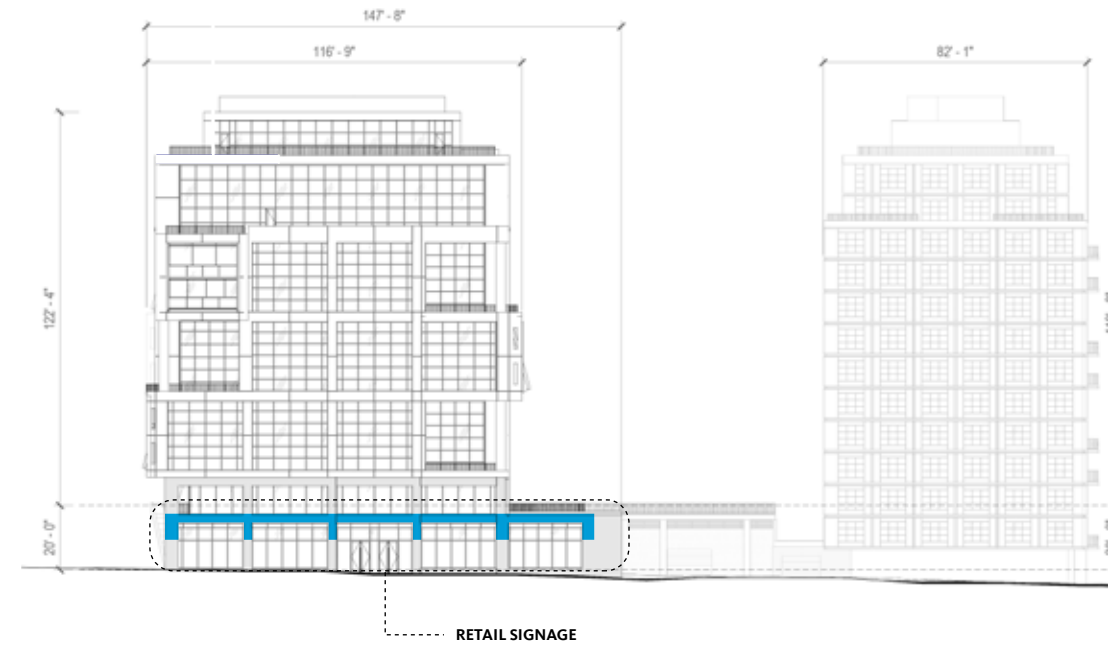 147' - 8"
116' - 9"
82' - 1"
122' - 4"
20' - 0"
RETAIL SIGNAGE